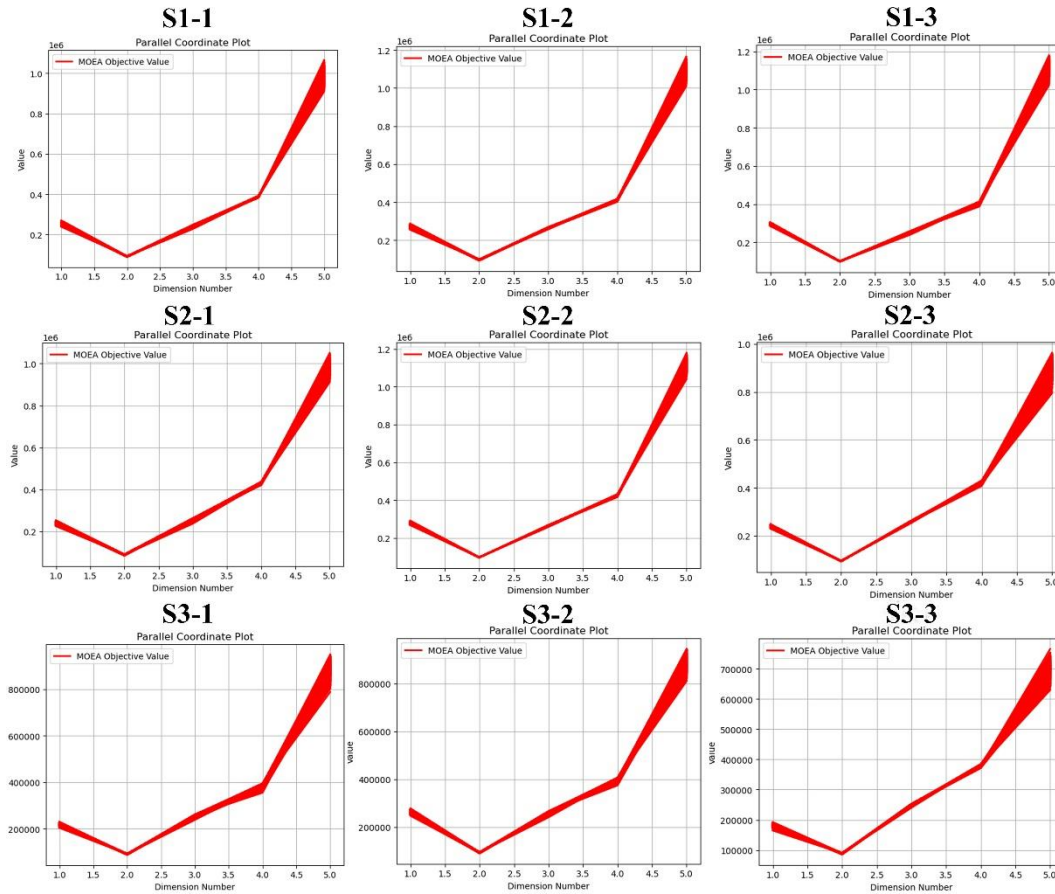 S1-1
Parallel Coordinate Plot
1e6
MOEA Objective Value
1.0
0.8
0.6
0.4
0.2
Value
1.0 1.5 2.0 2.5 3.0 3.5 4.0 4.5 5.0
Dimension Number
S1-2
Parallel Coordinate Plot
1e6
MOEA Objective Value
1.2
1.0
0.8
0.6
0.4
0.2
Value
1.0 1.5 2.0 2.5 3.0 3.5 4.0 4.5 5.0
Dimension Number
S1-3
Parallel Coordinate Plot
1e6
MOEA Objective Value
1.2
1.0
0.8
0.6
0.4
0.2
Value
1.0 1.5 2.0 2.5 3.0 3.5 4.0 4.5 5.0
Dimension Number
S2-1
Parallel Coordinate Plot
1e6
MOEA Objective Value
1.0
0.8
0.6
0.4
0.2
Value
1.0 1.5 2.0 2.5 3.0 3.5 4.0 4.5 5.0
Dimension Number
S2-2
Parallel Coordinate Plot
1e6
MOEA Objective Value
1.2
1.0
0.8
0.6
0.4
0.2
Value
1.0 1.5 2.0 2.5 3.0 3.5 4.0 4.5 5.0
Dimension Number
S2-3
Parallel Coordinate Plot
1e6
MOEA Objective Value
1.0
0.8
0.6
0.4
0.2
Value
1.0 1.5 2.0 2.5 3.0 3.5 4.0 4.5 5.0
Dimension Number
S3-1
Parallel Coordinate Plot
MOEA Objective Value
800000
600000
400000
200000
Value
1.0 1.5 2.0 2.5 3.0 3.5 4.0 4.5 5.0
Dimension Number
S3-2
Parallel Coordinate Plot
MOEA Objective Value
800000
600000
400000
200000
Value
1.0 1.5 2.0 2.5 3.0 3.5 4.0 4.5 5.0
Dimension Number
S3-3
Parallel Coordinate Plot
MOEA Objective Value
700000
600000
500000
400000
300000
200000
100000
Value
1.0 1.5 2.0 2.5 3.0 3.5 4.0 4.5 5.0
Dimension Number